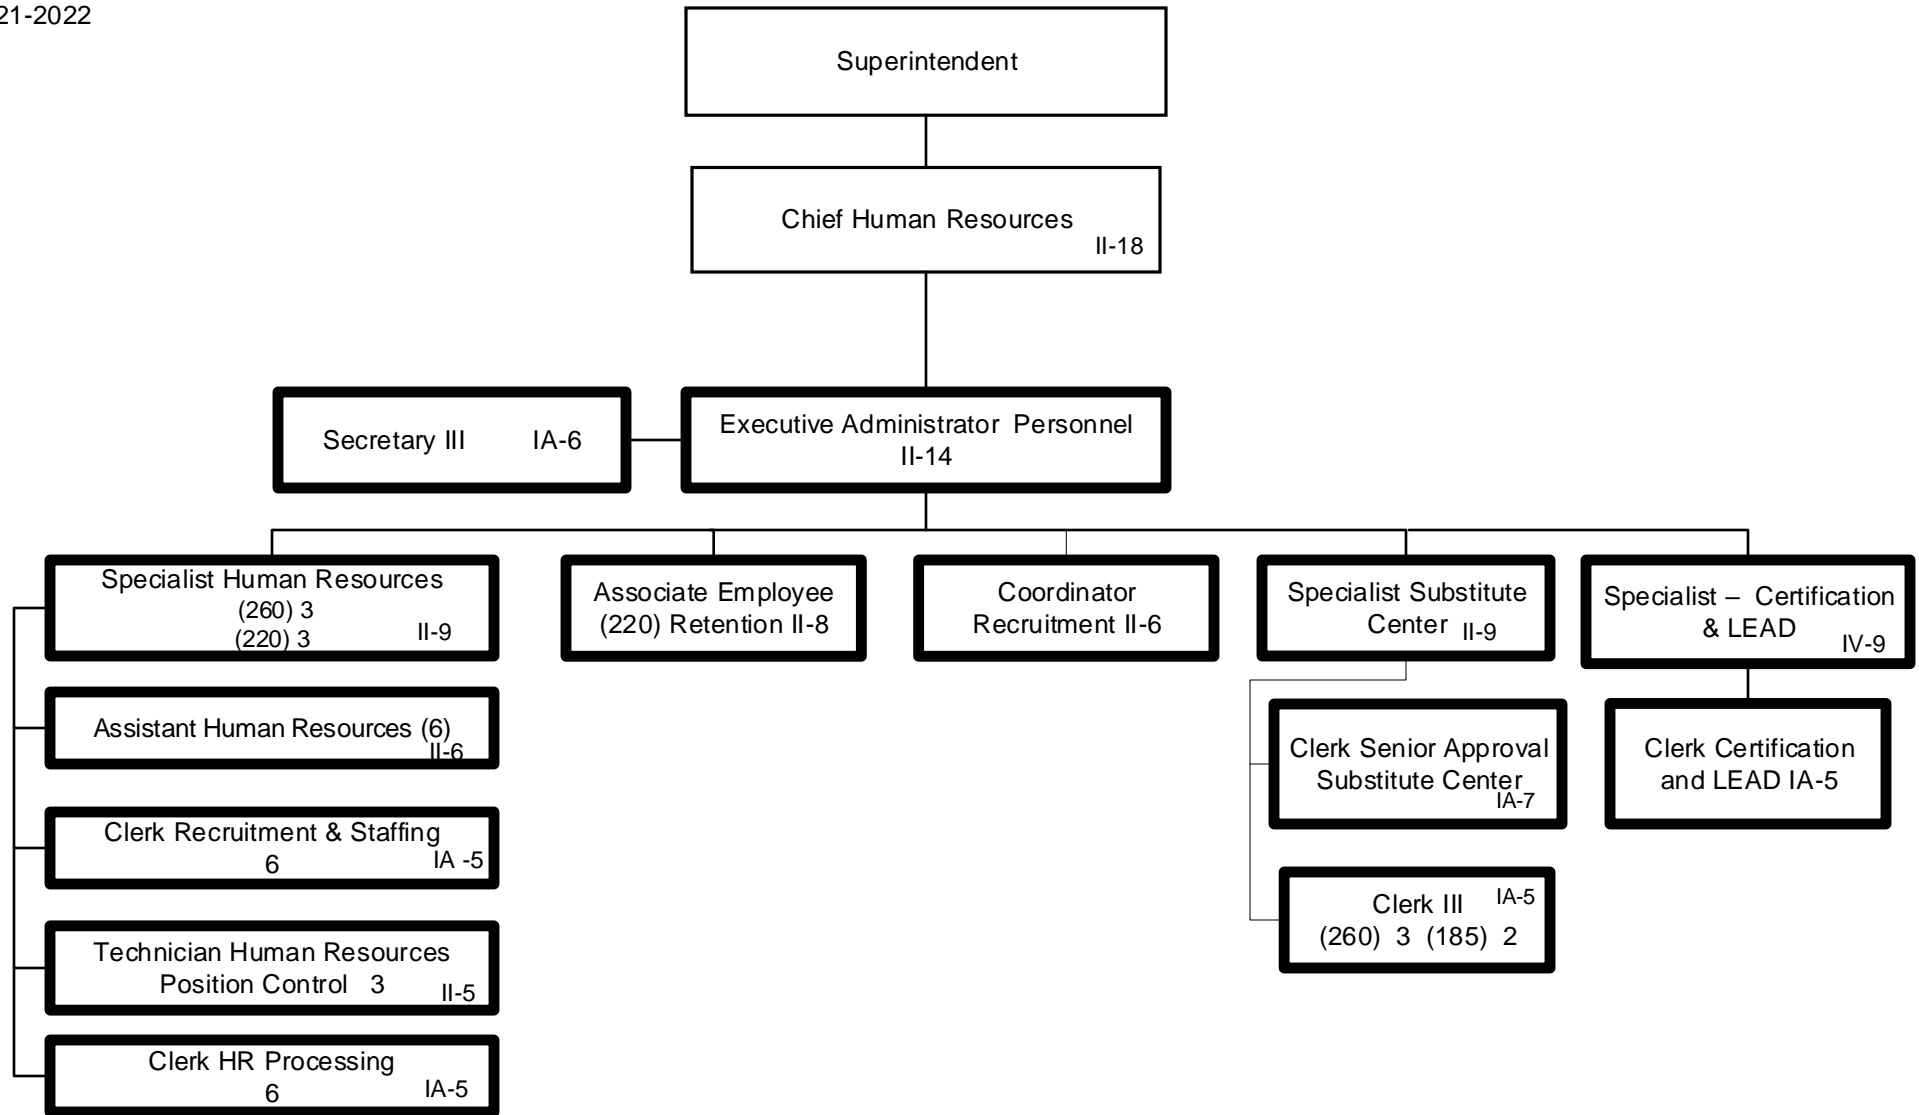 21-2022
Superintendent
Chief Human Resources
II-18
Secretary III IA-6
Executive Administrator Personnel
II-14
Specialist Human Resources
(260) 3
(220) 3 II-9
Associate Employee
(220) Retention II-8
Coordinator
Recruitment II-6
Specialist Substitute
Center II-9
Specialist – Certification
& LEAD IV-9
Assistant Human Resources (6)
II-6
Clerk Senior Approval
Substitute Center
IA-7
Clerk Certification
and LEAD IA-5
Clerk Recruitment & Staffing
6 IA -5
Clerk III IA-5
(260) 3 (185) 2
Technician Human Resources
Position Control 3 II-5
Clerk HR Processing
6 IA-5